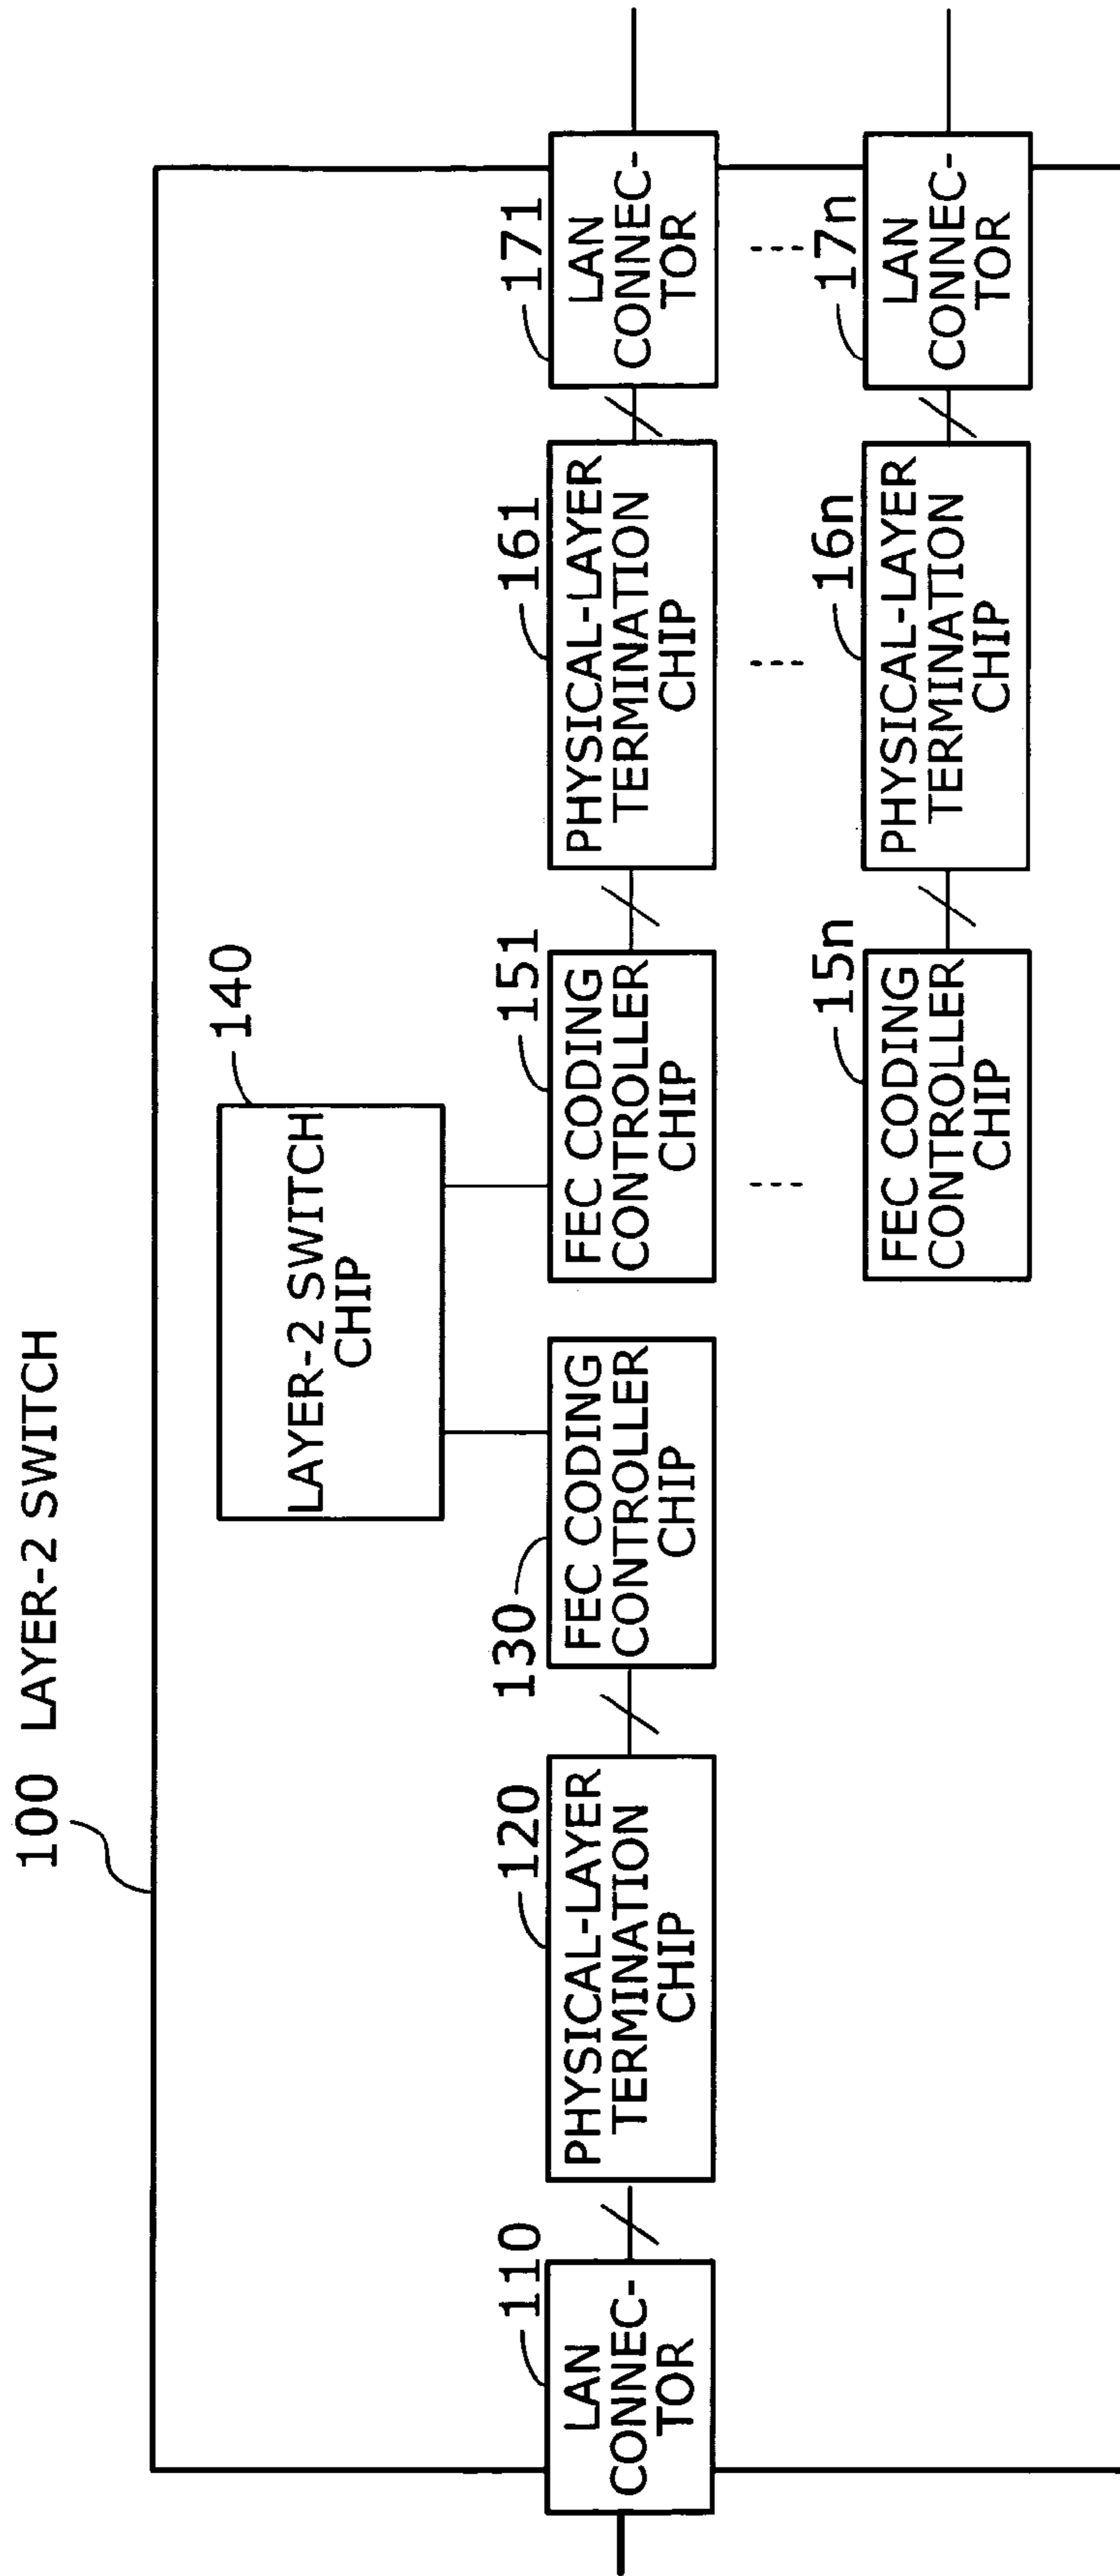 100 LAYER-2 SWITCH
140
LAYER-2 SWITCH
CHIP
110
LAN
CONNEC-
TOR
120
PHYSICAL-LAYER
TERMINATION
CHIP
130
FEC CODING
CONTROLLER
CHIP
151
FEC CODING
CONTROLLER
CHIP
161
PHYSICAL-LAYER
TERMINATION
CHIP
171
LAN
CONNEC-
TOR
15n
FEC CODING
CONTROLLER
CHIP
16n
PHYSICAL-LAYER
TERMINATION
CHIP
17n
LAN
CONNEC-
TOR